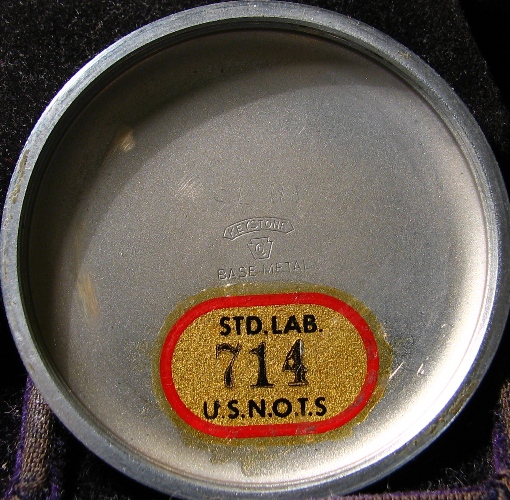 KEYSTONE
BASE METAL
STD. LAB.
714
U.S.N.O.T.S